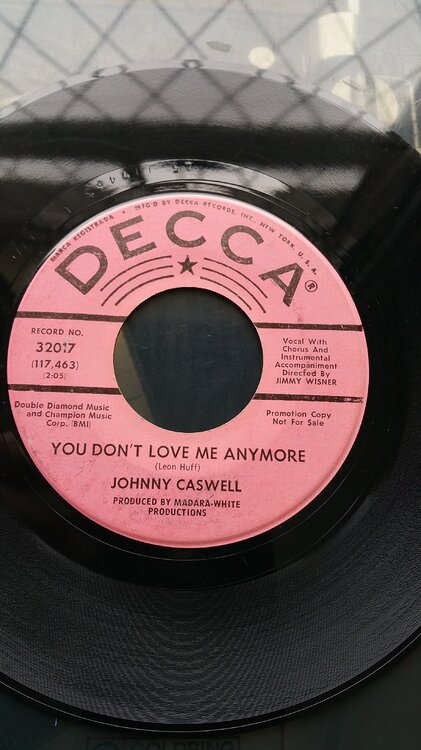 MARCA REGISTRADA • MFG'D BY DECCA RECORDS, INC., NEW YORK, U.S.A.
DECCA®
RECORD NO.
32017
(117,463)
(2:05)
Vocal With
Chorus And
Instrumental
Accompaniment
Directed By
JIMMY WISNER
Double Diamond Music
and Champion Music
Corp. (BMI)
Promotion Copy
Not For Sale
YOU DON'T LOVE ME ANYMORE
(Leon Huff)
JOHNNY CASWELL
PRODUCED BY MADARA-WHITE
PRODUCTIONS
GOLDRING